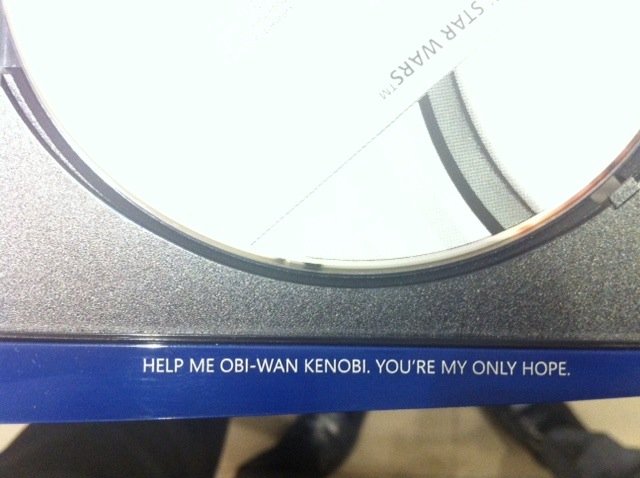 STAR WARS™
HELP ME OBI-WAN KENOBI. YOU'RE MY ONLY HOPE.